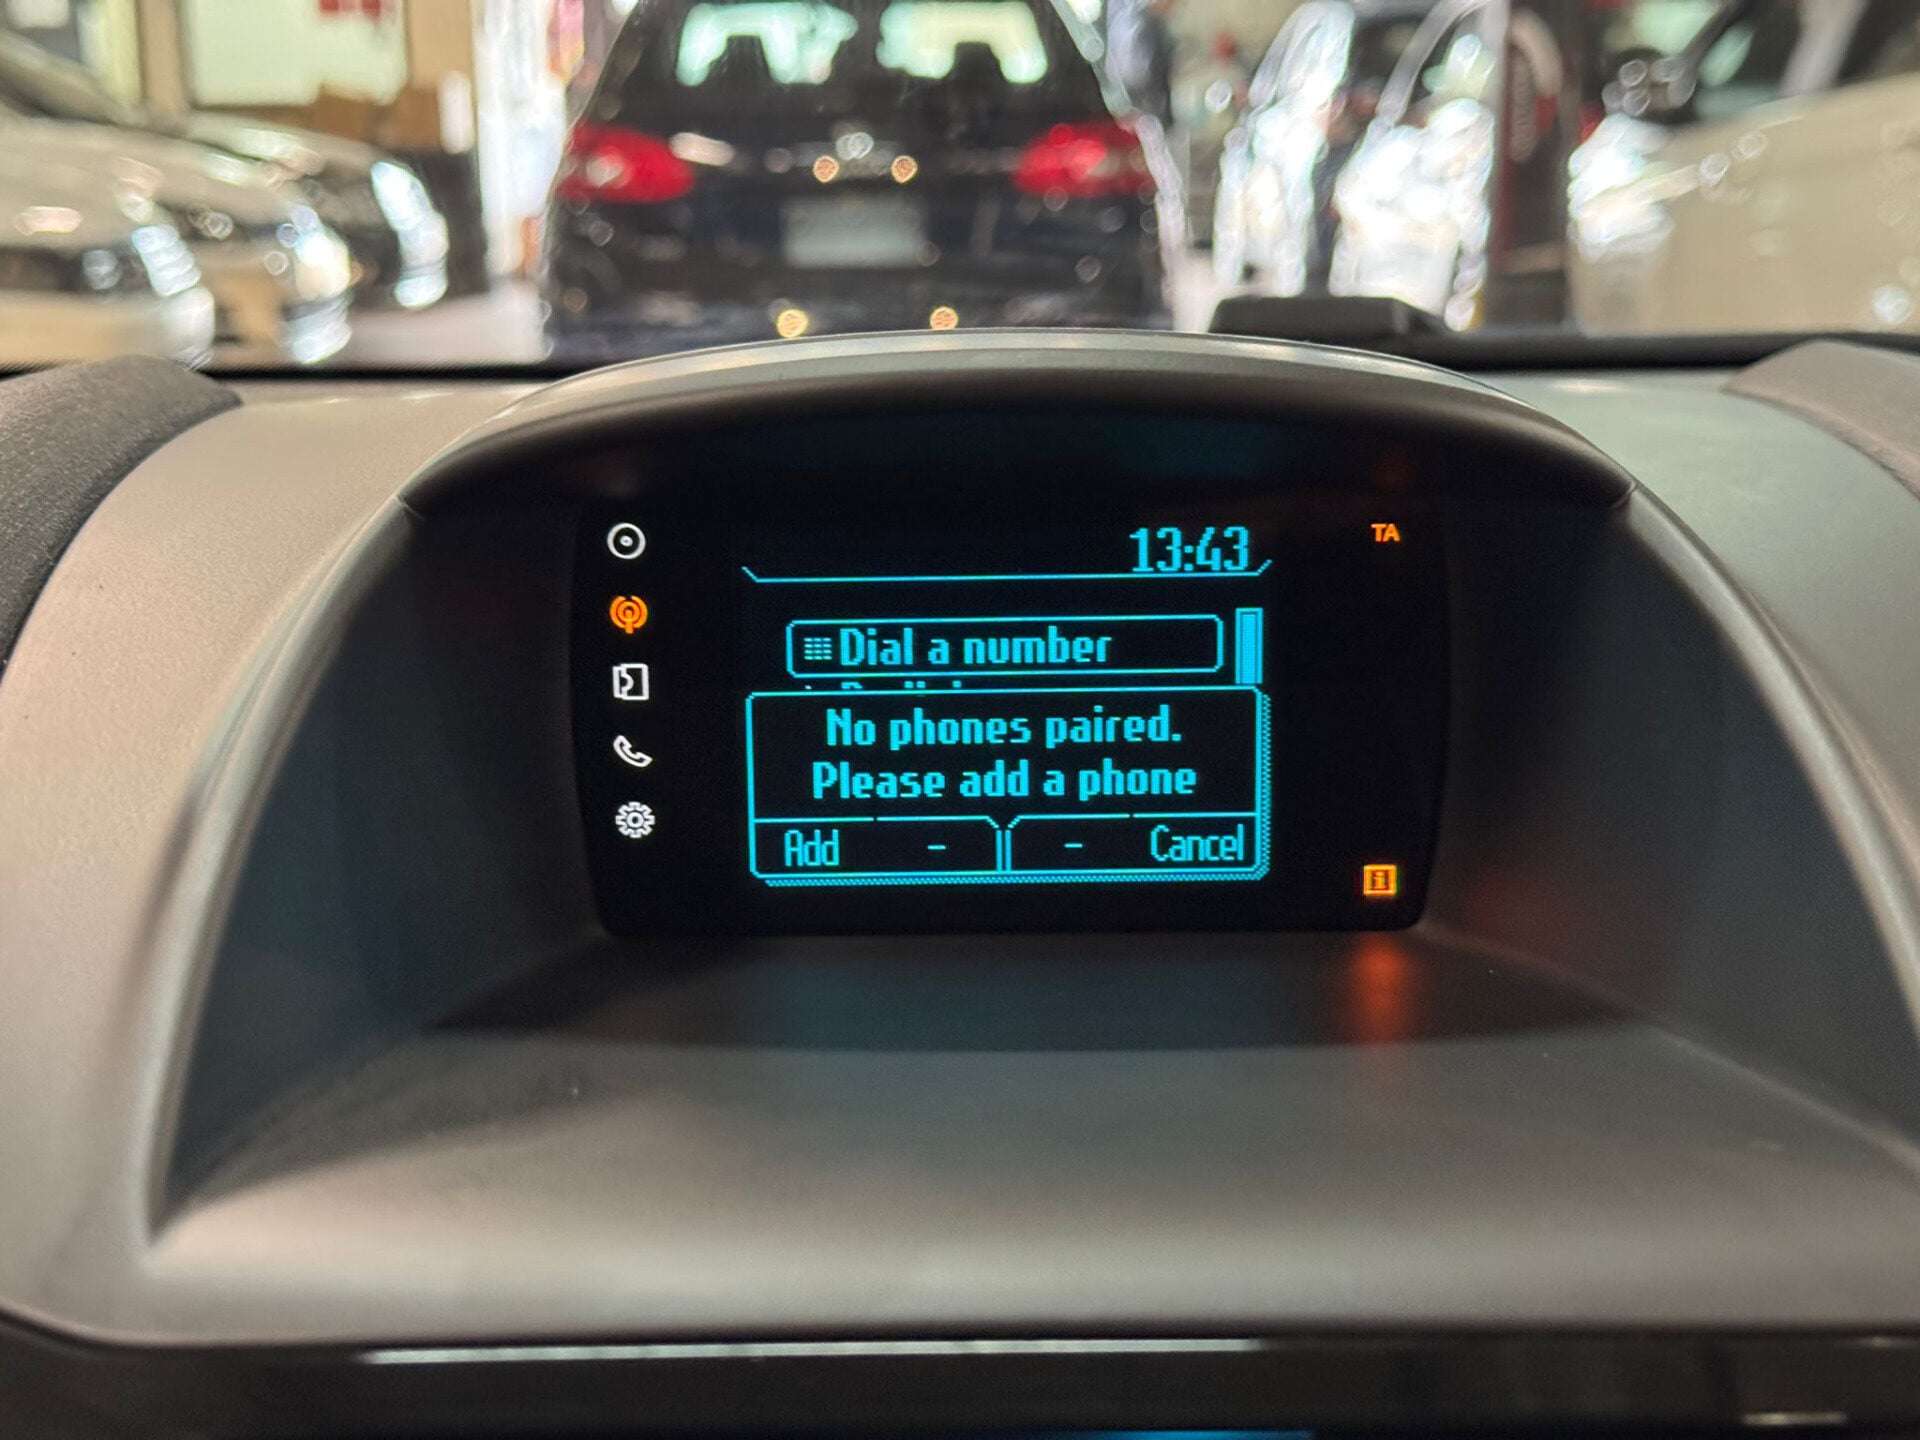 13:43
TA
Dial a number
No phones paired.
Please add a phone
Add - - Cancel
i